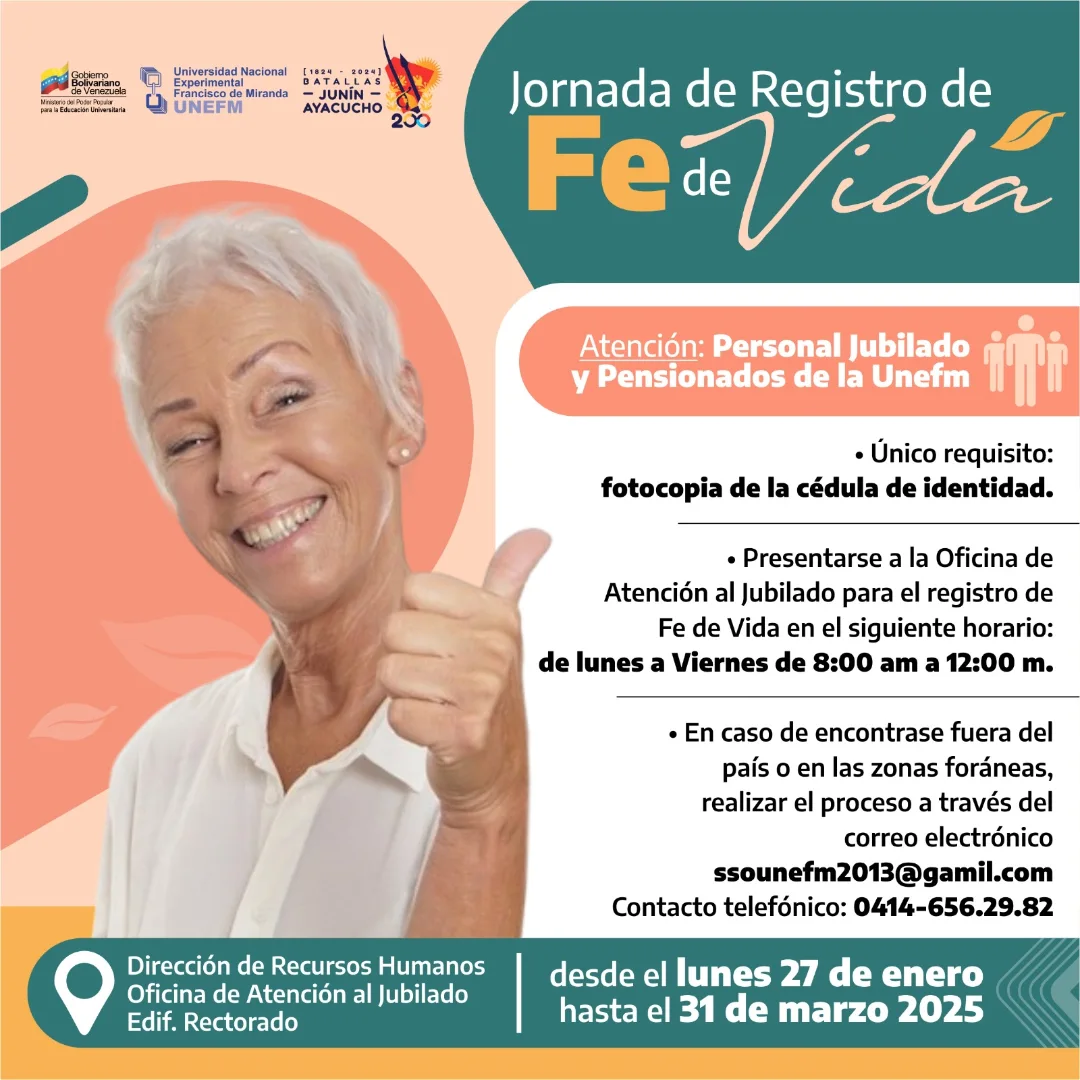 Gobierno
Bolivariano
de Venezuela
Ministerio del Poder Popular
para la Educación Universitaria
Universidad Nacional
Experimental
Francisco de Miranda
UNEFM
[1824 - 2024]
BATALLAS
- JUNÍN -
AYACUCHO
200
Jornada de Registro de
Fe de Vida
Atención: Personal Jubilado
y Pensionados de la Unefm
• Único requisito:
fotocopia de la cédula de identidad.
• Presentarse a la Oficina de
Atención al Jubilado para el registro de
Fe de Vida en el siguiente horario:
de lunes a Viernes de 8:00 am a 12:00 m.
• En caso de encontrase fuera del
país o en las zonas foráneas,
realizar el proceso a través del
correo electrónico
ssounefm2013@gamil.com
Contacto telefónico: 0414-656.29.82
Dirección de Recursos Humanos
Oficina de Atención al Jubilado
Edif. Rectorado
desde el lunes 27 de enero
hasta el 31 de marzo 2025